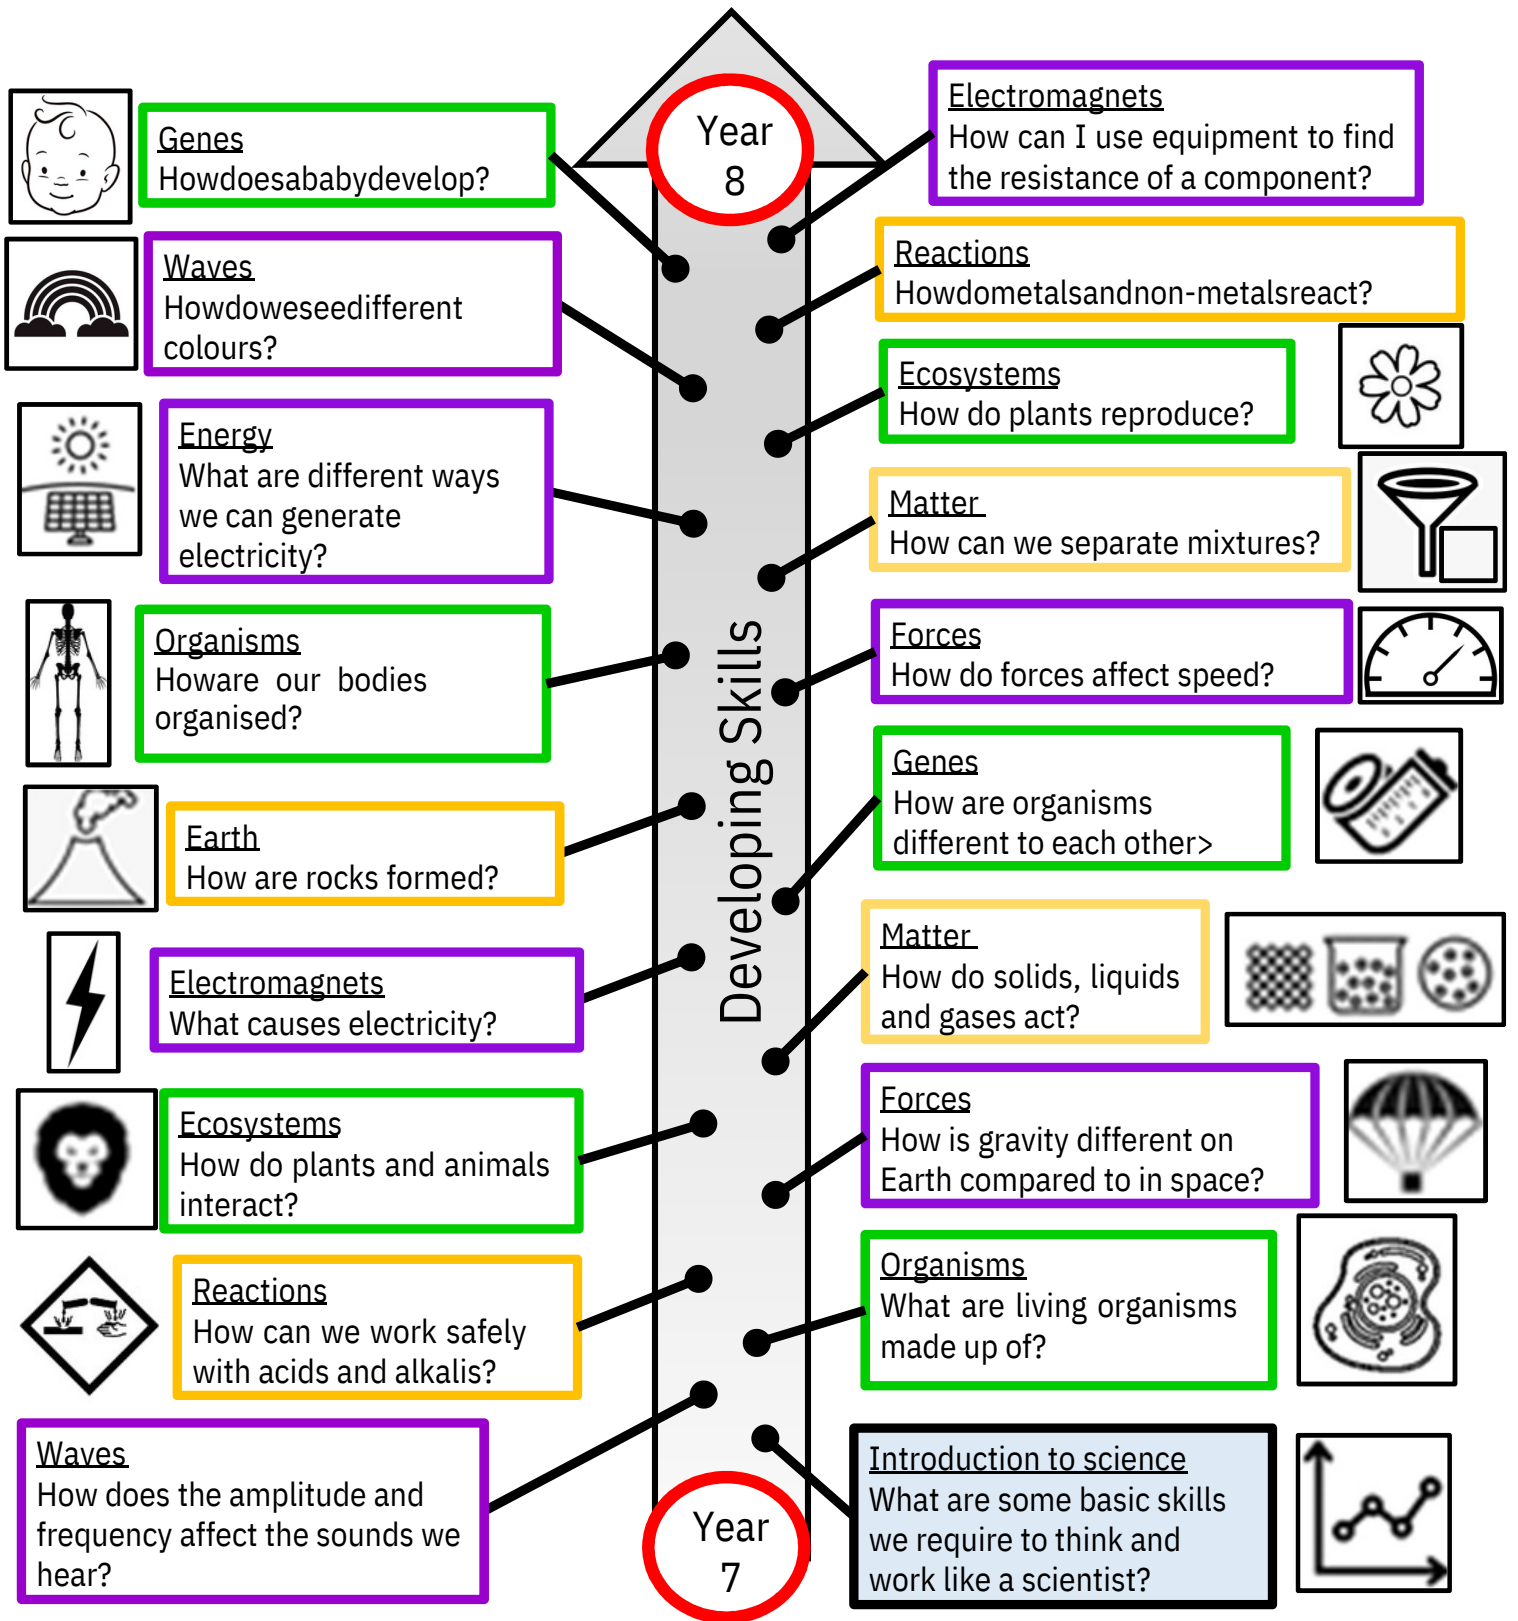 Year
8
Genes
Howdoesababydevelop?
Waves
Howdoweseedifferent
colours?
Energy
What are different ways
we can generate
electricity?
Organisms
Howare our bodies
organised?
Earth
How are rocks formed?
Electromagnets
What causes electricity?
Ecosystems
How do plants and animals
interact?
Reactions
How can we work safely
with acids and alkalis?
Waves
How does the amplitude and
frequency affect the sounds we
hear?
Developing Skills
Electromagnets
How can I use equipment to find
the resistance of a component?
Reactions
Howdometalsandnon-metalsreact?
Ecosystems
How do plants reproduce?
Matter
How can we separate mixtures?
Forces
How do forces affect speed?
Genes
How are organisms
different to each other>
Matter
How do solids, liquids
and gases act?
Forces
How is gravity different on
Earth compared to in space?
Organisms
What are living organisms
made up of?
Introduction to science
What are some basic skills
we require to think and
work like a scientist?
Year
7